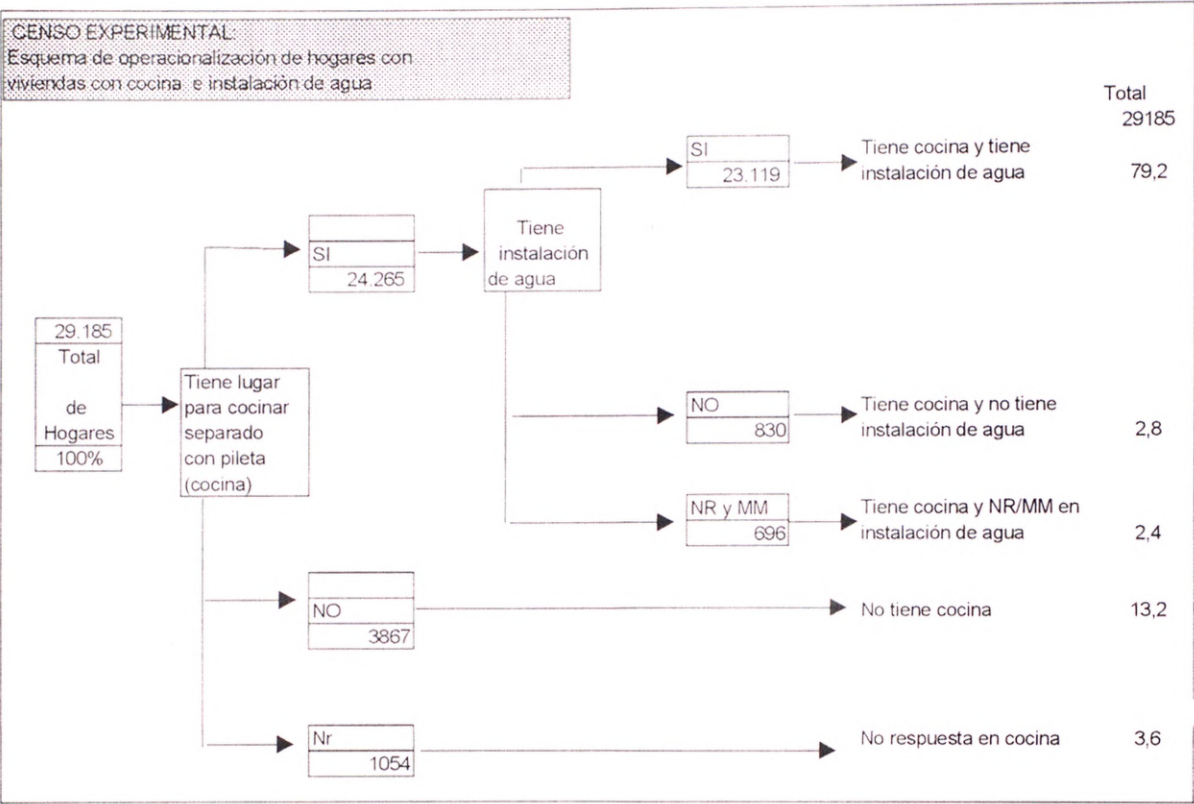 CENSO EXPERIMENTAL:
Esquema de operacionalización de hogares con
viviendas con cocina e instalación de agua
Total
29185
SI
23.119
Tiene cocina y tiene
instalación de agua
79,2
Tiene
instalación
de agua
SI
24.265
29.185
Total
de
Hogares
100%
Tiene lugar
para cocinar
separado
con pileta
(cocina)
NO
830
Tiene cocina y no tiene
instalación de agua
2,8
NR y MM
696
Tiene cocina y NR/MM en
instalación de agua
2,4
NO
3867
No tiene cocina
13,2
Nr
1054
No respuesta en cocina
3,6